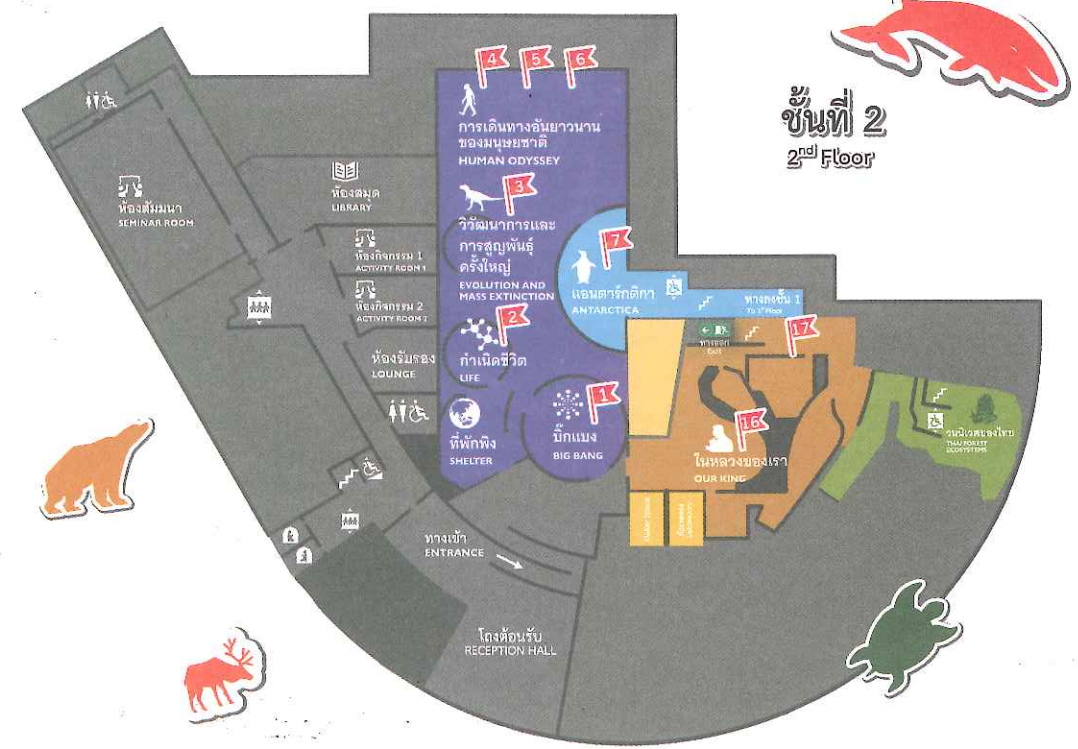 ชั้นที่ 2
2nd Floor
4
5
6
การเดินทางอันยาวนาน
ของมนุษยชาติ
HUMAN ODYSSEY
ห้องสมุด
LIBRARY
ห้องสัมมนา
SEMINAR ROOM
3
วิวัฒนาการและ
การสูญพันธุ์
ครั้งใหญ่
EVOLUTION AND
MASS EXTINCTION
7
แอนตาร์กติกา
ANTARCTICA
ห้องกิจกรรม 1
ACTIVITY ROOM 1
ห้องกิจกรรม 2
ACTIVITY ROOM 2
ทางลงชั้น 1
To 1st Floor
2
กำเนิดชีวิต
LIFE
ห้องรับรอง
LOUNGE
ทางออก
Exit
17
1
บิ๊กแบง
BIG BANG
ที่พักพิง
SHELTER
16
ในหลวงของเรา
OUR KING
วนนิเวศของไทย
THAI FOREST
ECOSYSTEMS
ทางเข้า
ENTRANCE
โถงต้อนรับ
RECEPTION HALL